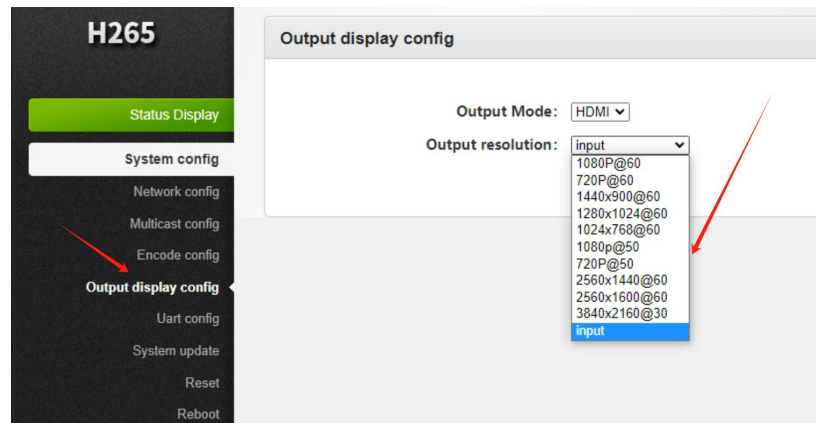 H265
Status Display
System config
Network config
Multicast config
Encode config
Output display config
Uart config
System update
Reset
Reboot
Output display config
Output Mode: HDMI
Output resolution: input
1080P@60
720P@60
1440x900@60
1280x1024@60
1024x768@60
1080p@50
720P@50
2560x1440@60
2560x1600@60
3840x2160@30
input